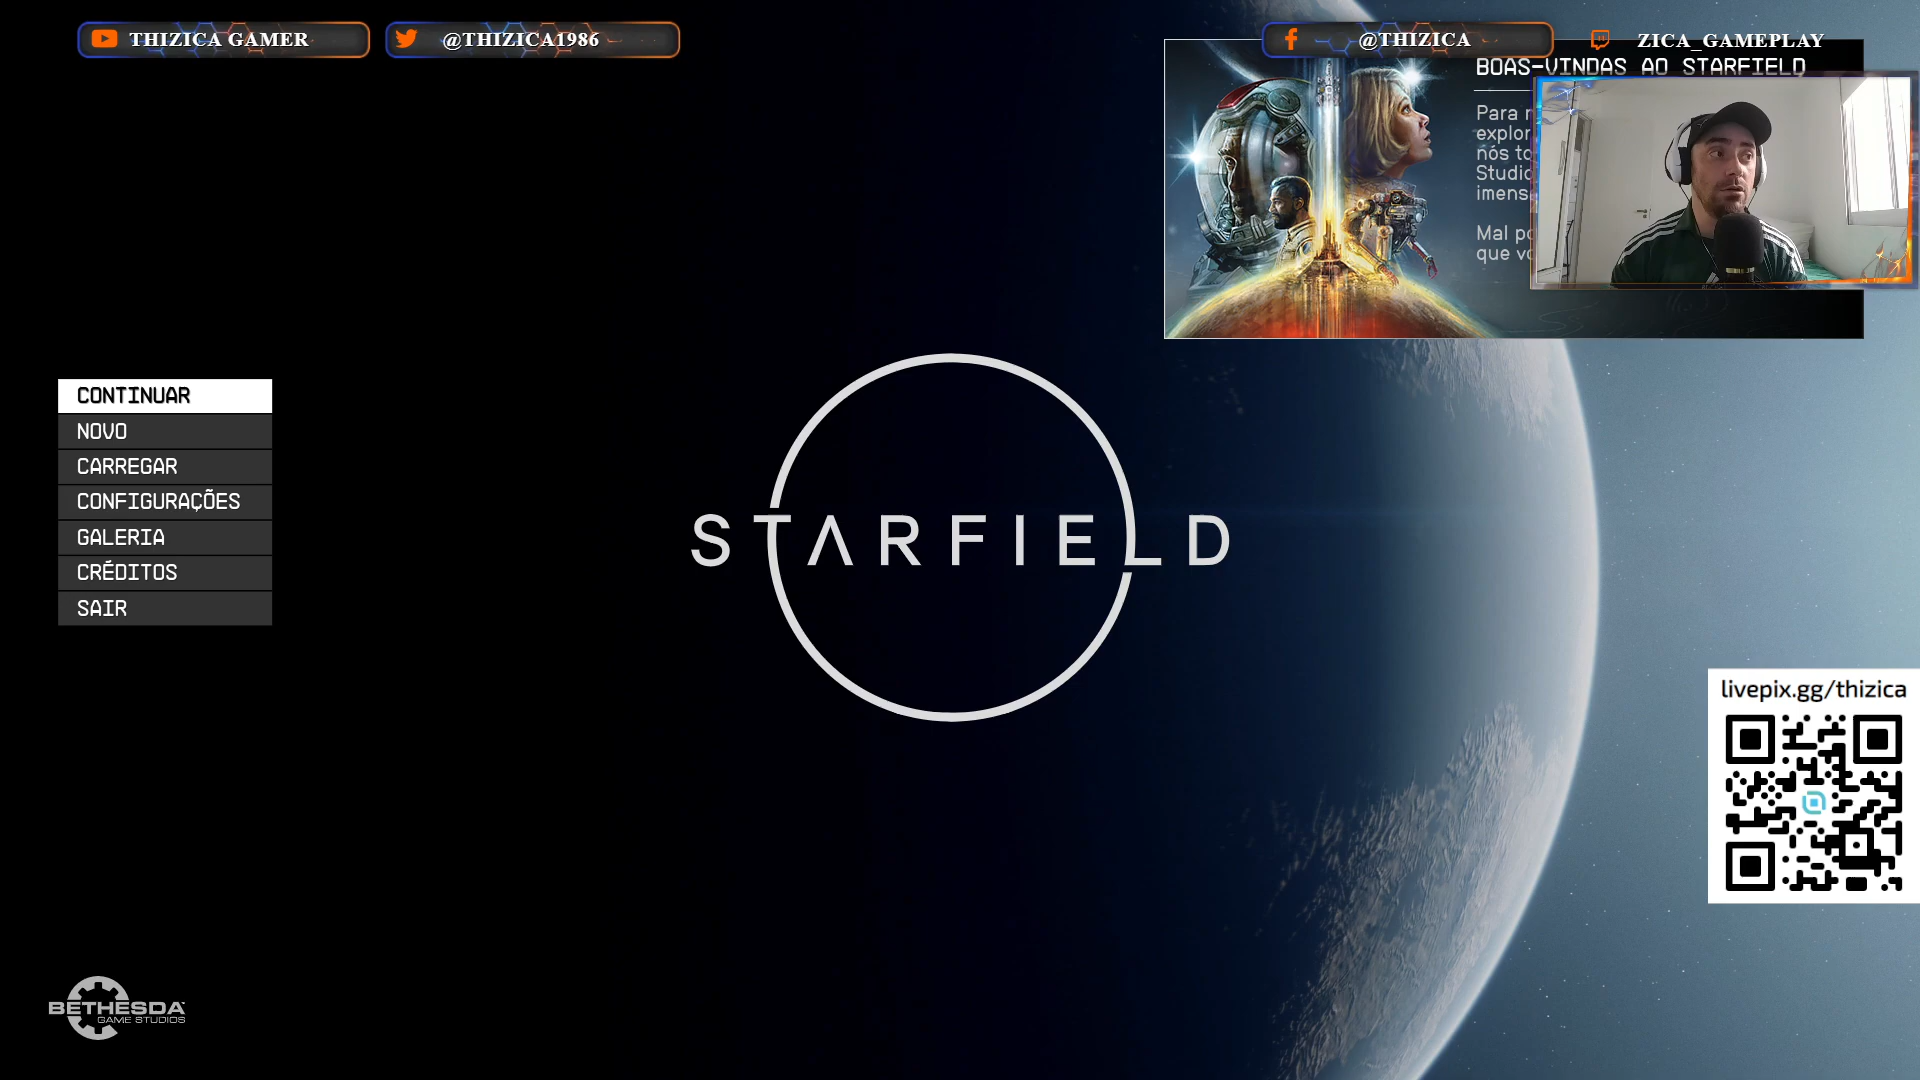 THIZICA GAMER
@THIZICA1986
@THIZICA
ZICA_GAMEPLAY
BOAS-VINDAS AO STARFIELD
Para
explor
nós
Studio
imens
Mal
que
CONTINUAR
NOVO
CARREGAR
CONFIGURAÇÕES
GALERIA
CRÉDITOS
SAIR
STARFIELD
livepix.gg/thizica
BETHESDA
GAME STUDIOS